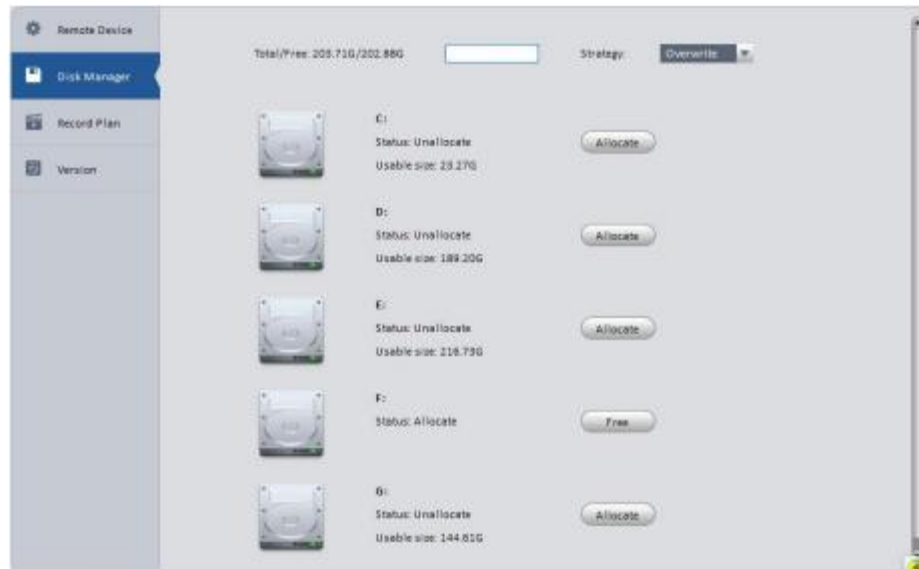 Remote Device
Disk Manager
Record Plan
Version
Total/Free: 203.71G/202.88G
Strategy:
Overwrite
C:
Status: Unallocate
Usable size: 23.27G
Allocate
D:
Status: Unallocate
Usable size: 189.20G
Allocate
E:
Status: Unallocate
Usable size: 216.73G
Allocate
F:
Status: Allocate
Free
G:
Status: Unallocate
Usable size: 144.61G
Allocate